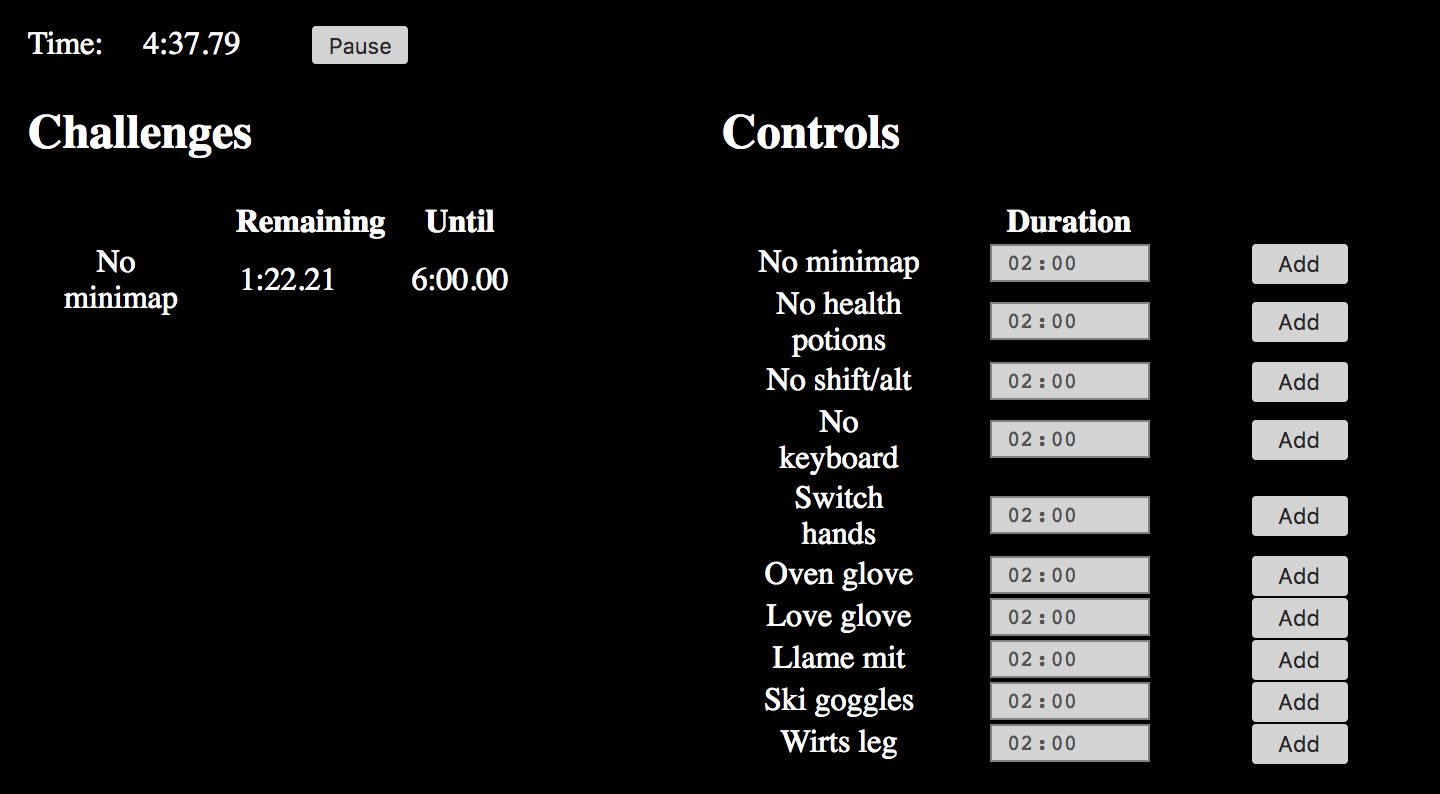 Time: 4:37.79 Pause
Challenges
Remaining Until
No
minimap
1:22.21 6:00.00
Controls
Duration
No minimap 02:00 Add
No health
potions
02:00 Add
No shift/alt 02:00 Add
No
keyboard
02:00 Add
Switch
hands
02:00 Add
Oven glove 02:00 Add
Love glove 02:00 Add
Llame mit 02:00 Add
Ski goggles 02:00 Add
Wirts leg 02:00 Add